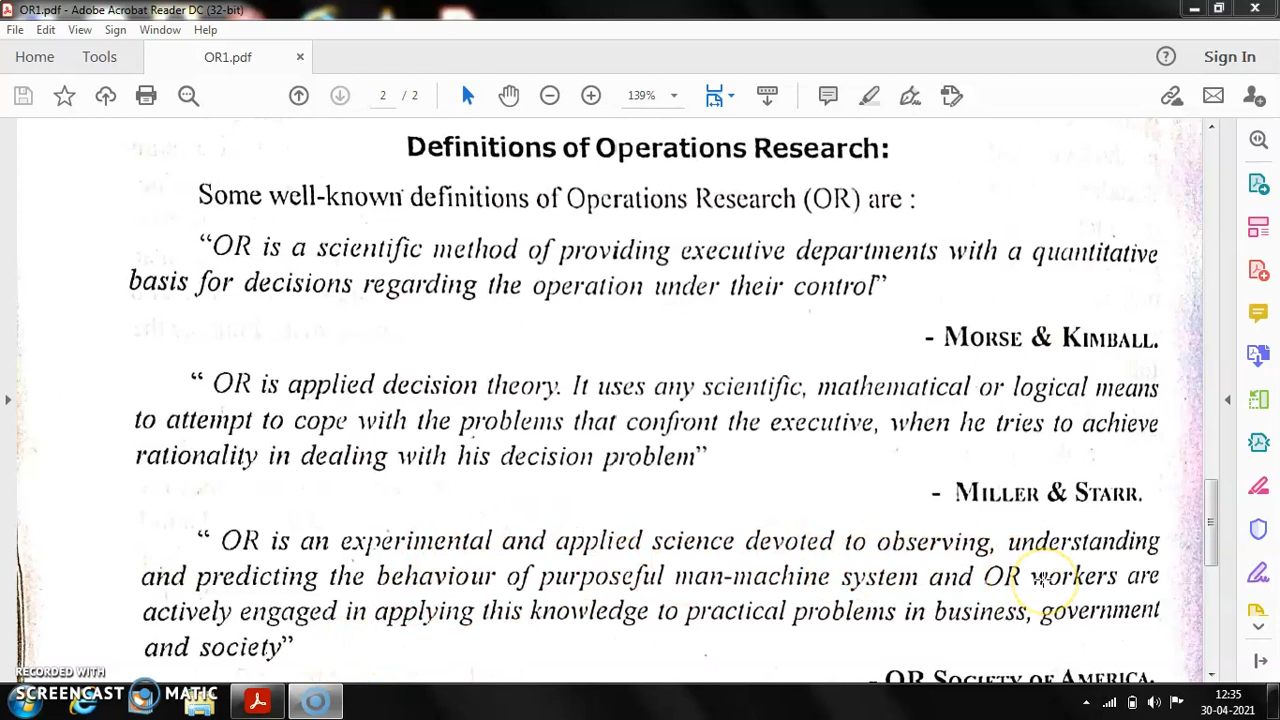 OR1.pdf - Adobe Acrobat Reader DC (32-bit)
File Edit View Sign Window Help
Home Tools OR1.pdf × ? Sign In
2 / 2 139%
Definitions of Operations Research:
Some well-known definitions of Operations Research (OR) are :
“OR is a scientific method of providing executive departments with a quantitative
basis for decisions regarding the operation under their control”
- MORSE & KIMBALL.
“ OR is applied decision theory. It uses any scientific, mathematical or logical means
to attempt to cope with the problems that confront the executive, when he tries to achieve
rationality in dealing with his decision problem”
- MILLER & STARR.
“ OR is an experimental and applied science devoted to observing, understanding
and predicting the behaviour of purposeful man-machine system and OR workers are
actively engaged in applying this knowledge to practical problems in business, government
and society”
- OR SOCIETY OF AMERICA.
RECORDED WITH
SCREENCAST MATIC
12:35
30-04-2021